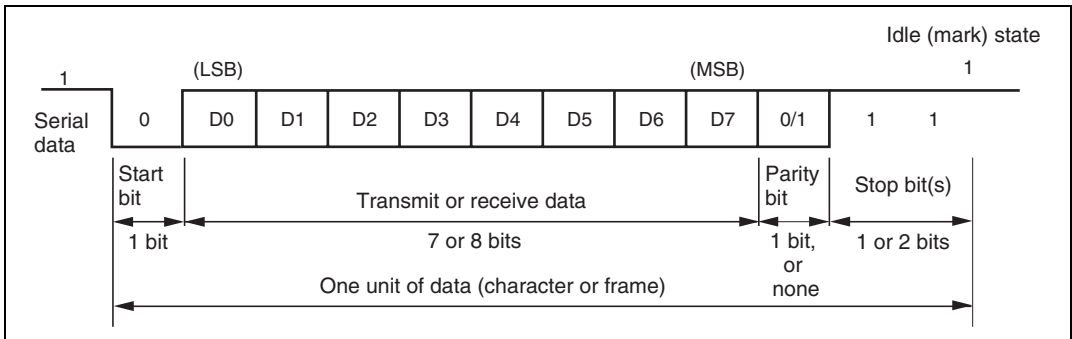 Idle (mark) state
1 (LSB) (MSB) 1
Serial data 0 D0 D1 D2 D3 D4 D5 D6 D7 0/1 1 1
Start bit
Transmit or receive data
Parity bit
Stop bit(s)
1 bit
7 or 8 bits
1 bit, or none
1 or 2 bits
One unit of data (character or frame)